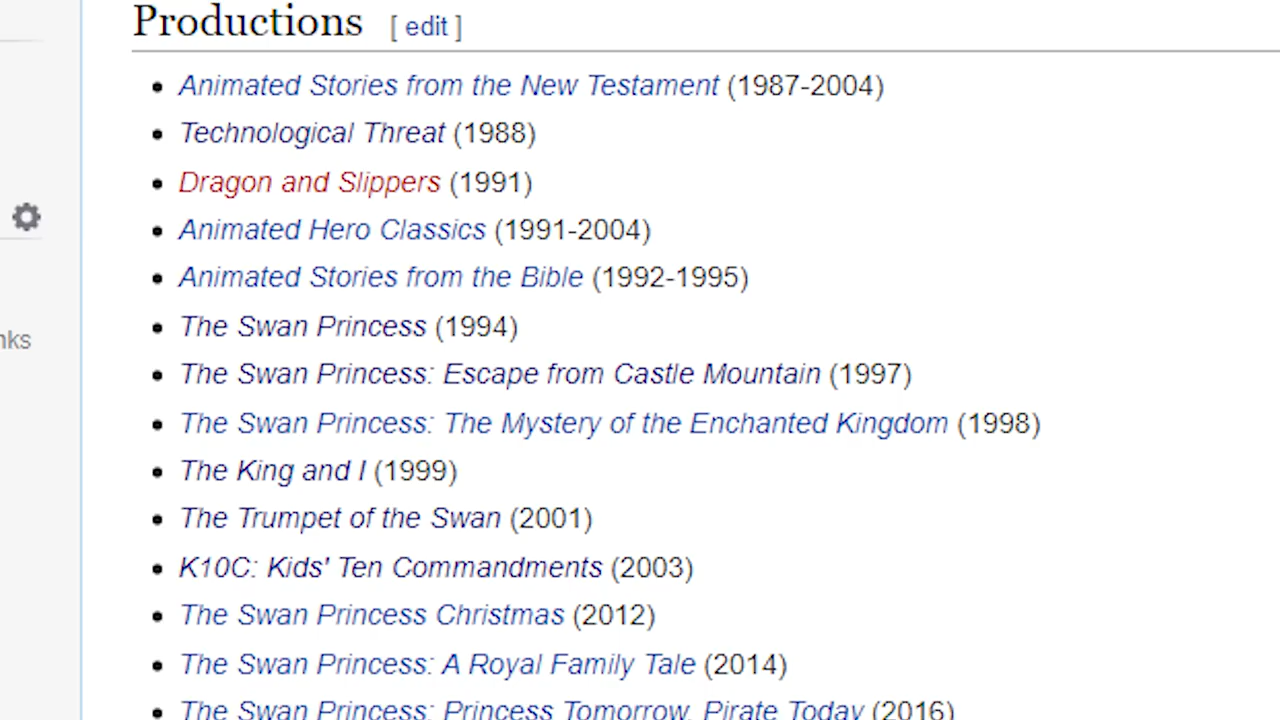 Productions [ edit ]
Animated Stories from the New Testament (1987-2004)
Technological Threat (1988)
Dragon and Slippers (1991)
Animated Hero Classics (1991-2004)
Animated Stories from the Bible (1992-1995)
The Swan Princess (1994)
nks
The Swan Princess: Escape from Castle Mountain (1997)
The Swan Princess: The Mystery of the Enchanted Kingdom (1998)
The King and I (1999)
The Trumpet of the Swan (2001)
K10C: Kids' Ten Commandments (2003)
The Swan Princess Christmas (2012)
The Swan Princess: A Royal Family Tale (2014)
The Swan Princess: Princess Tomorrow, Pirate Today (2016)